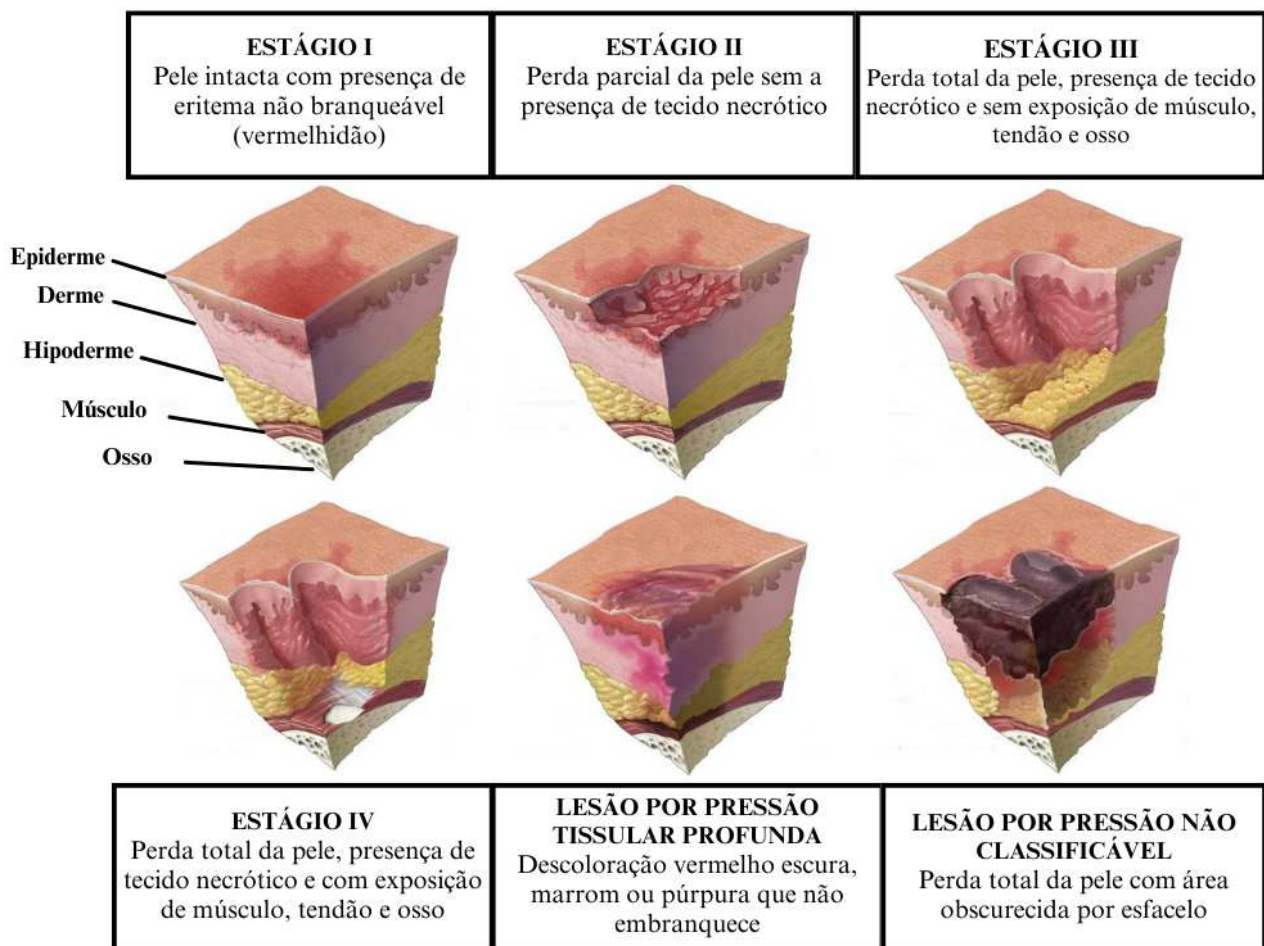 ESTÁGIO I
Pele intacta com presença de
eritema não branqueável
(vermelhidão)
ESTÁGIO II
Perda parcial da pele sem a
presença de tecido necrótico
ESTÁGIO III
Perda total da pele, presença de tecido
necrótico e sem exposição de músculo,
tendão e osso
Epiderme
Derme
Hipoderme
Músculo
Osso
ESTÁGIO IV
Perda total da pele, presença de
tecido necrótico e com exposição
de músculo, tendão e osso
LESÃO POR PRESSÃO
TISSULAR PROFUNDA
Descoloração vermelho escura,
marrom ou púrpura que não
embranquece
LESÃO POR PRESSÃO NÃO
CLASSIFICÁVEL
Perda total da pele com área
obscurecida por esfacelo